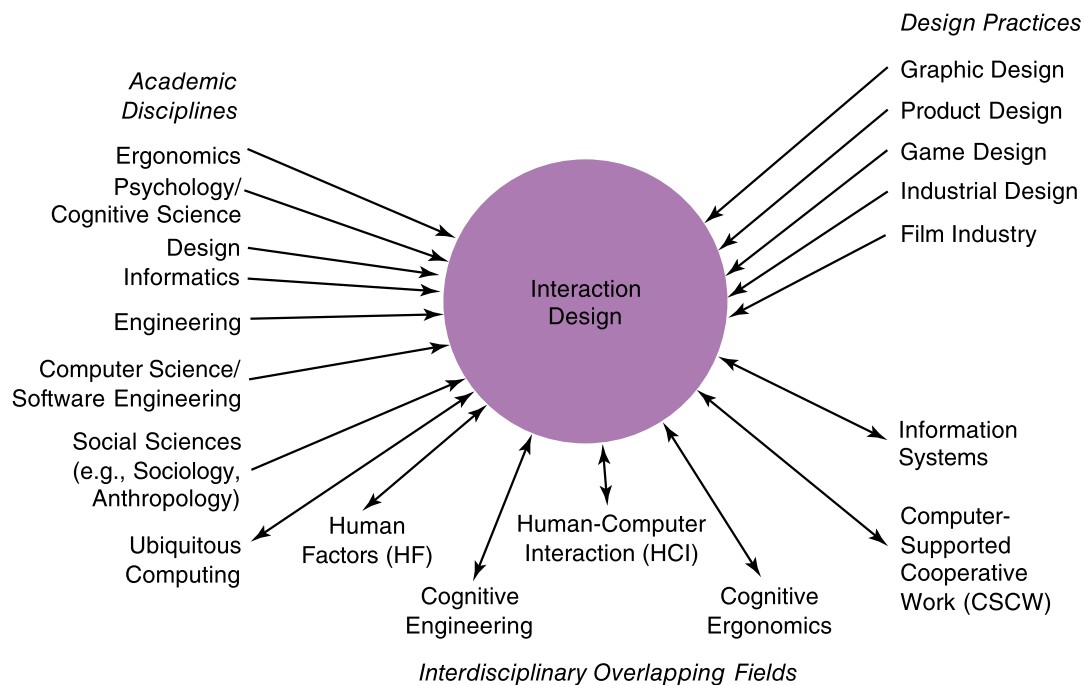 Design Practices
Graphic Design
Product Design
Game Design
Industrial Design
Film Industry
Academic
Disciplines
Ergonomics
Psychology/
Cognitive Science
Design
Informatics
Engineering
Computer Science/
Software Engineering
Social Sciences
(e.g., Sociology,
Anthropology)
Interaction
Design
Ubiquitous
Computing
Human
Factors (HF)
Cognitive
Engineering
Human-Computer
Interaction (HCI)
Cognitive
Ergonomics
Information
Systems
Computer-
Supported
Cooperative
Work (CSCW)
Interdisciplinary Overlapping Fields